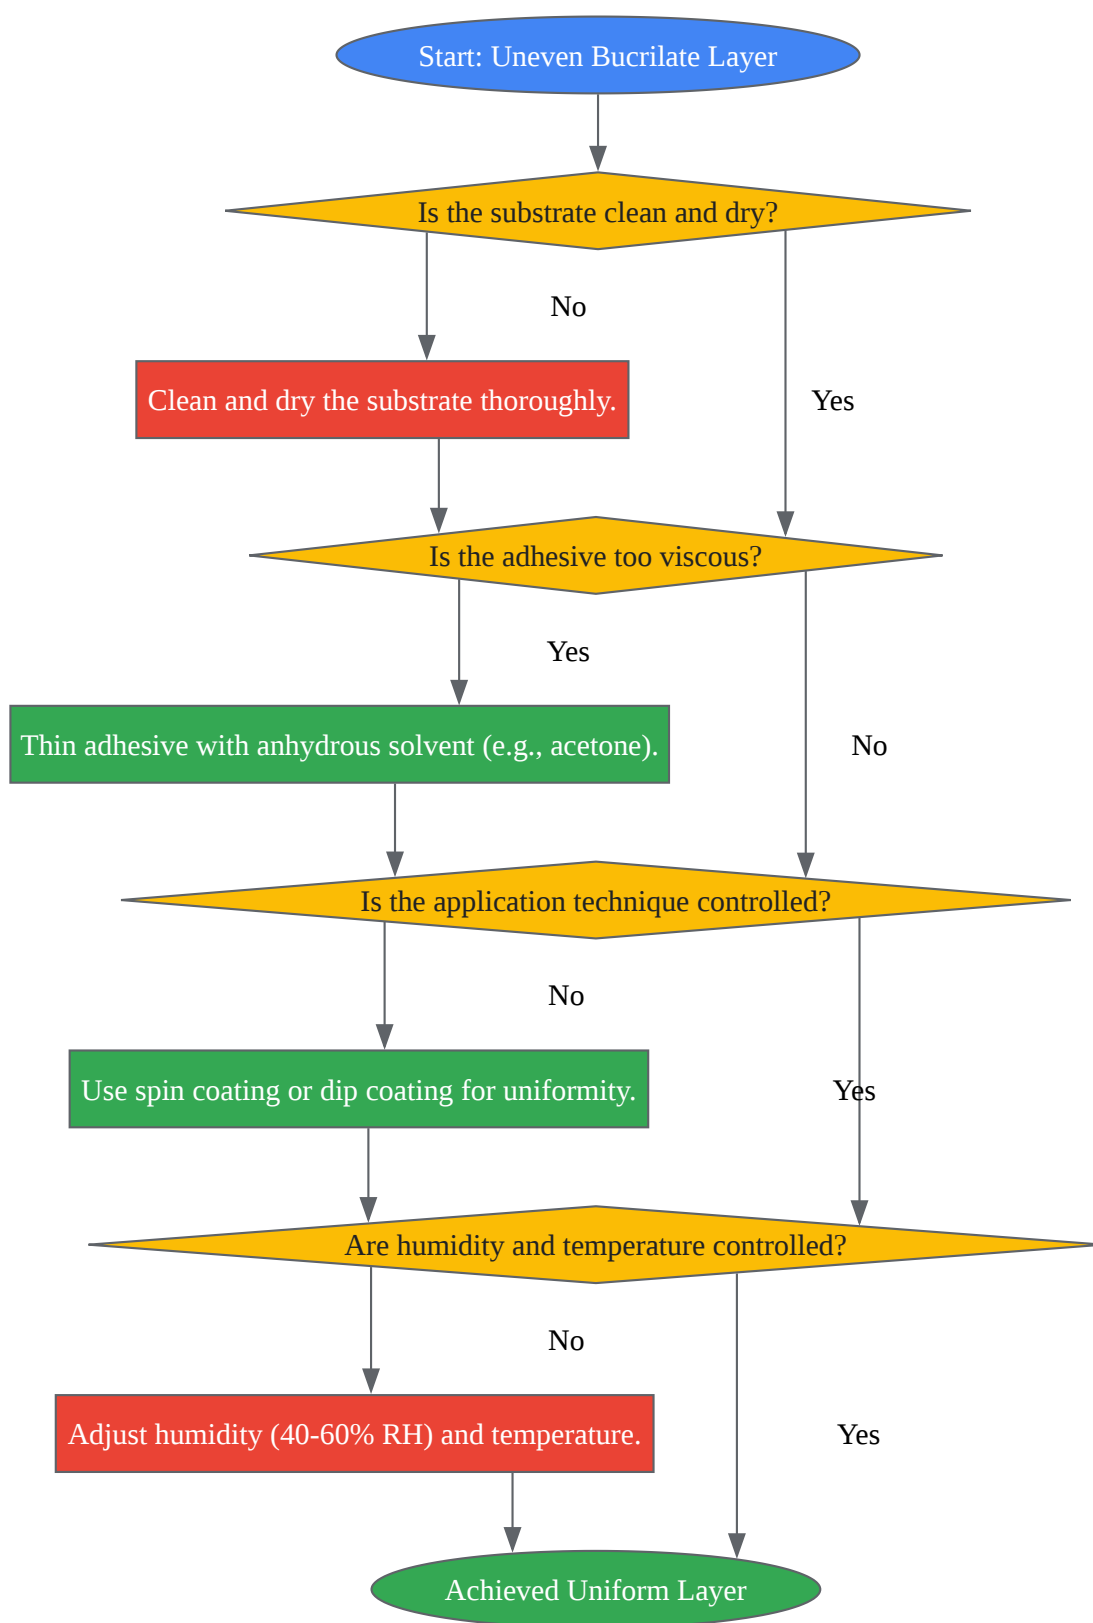 Start: Uneven Bucrilate Layer
Is the substrate clean and dry?
No
Clean and dry the substrate thoroughly.
Yes
Is the adhesive too viscous?
Yes
Thin adhesive with anhydrous solvent (e.g., acetone).
No
Is the application technique controlled?
No
Use spin coating or dip coating for uniformity.
Yes
Are humidity and temperature controlled?
No
Adjust humidity (40-60% RH) and temperature.
Yes
Achieved Uniform Layer